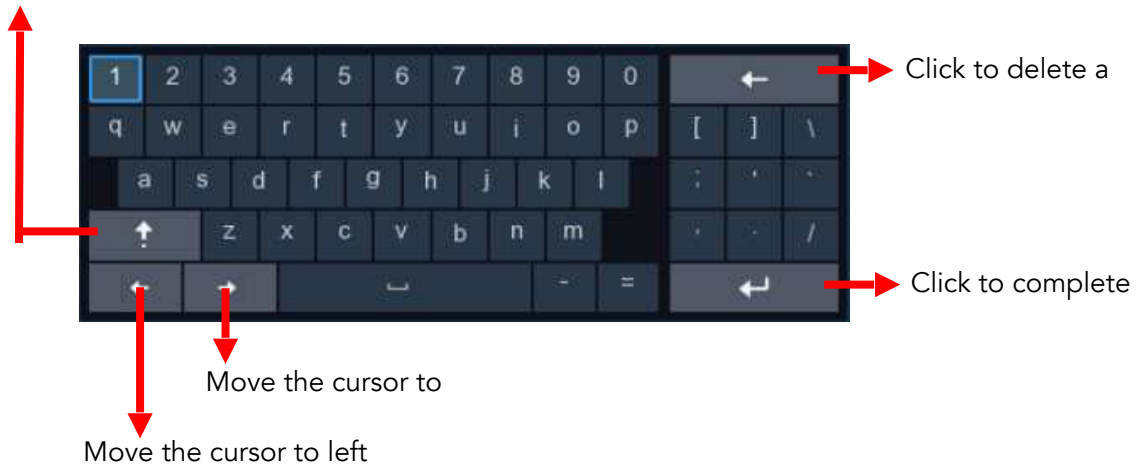 1 2 3 4 5 6 7 8 9 0
Click to delete a
q w e r t y u i o p [ ] \
a s d f g h j k l ; ' `
z x c v b n m , . /
- =
Click to complete
Move the cursor to
Move the cursor to left